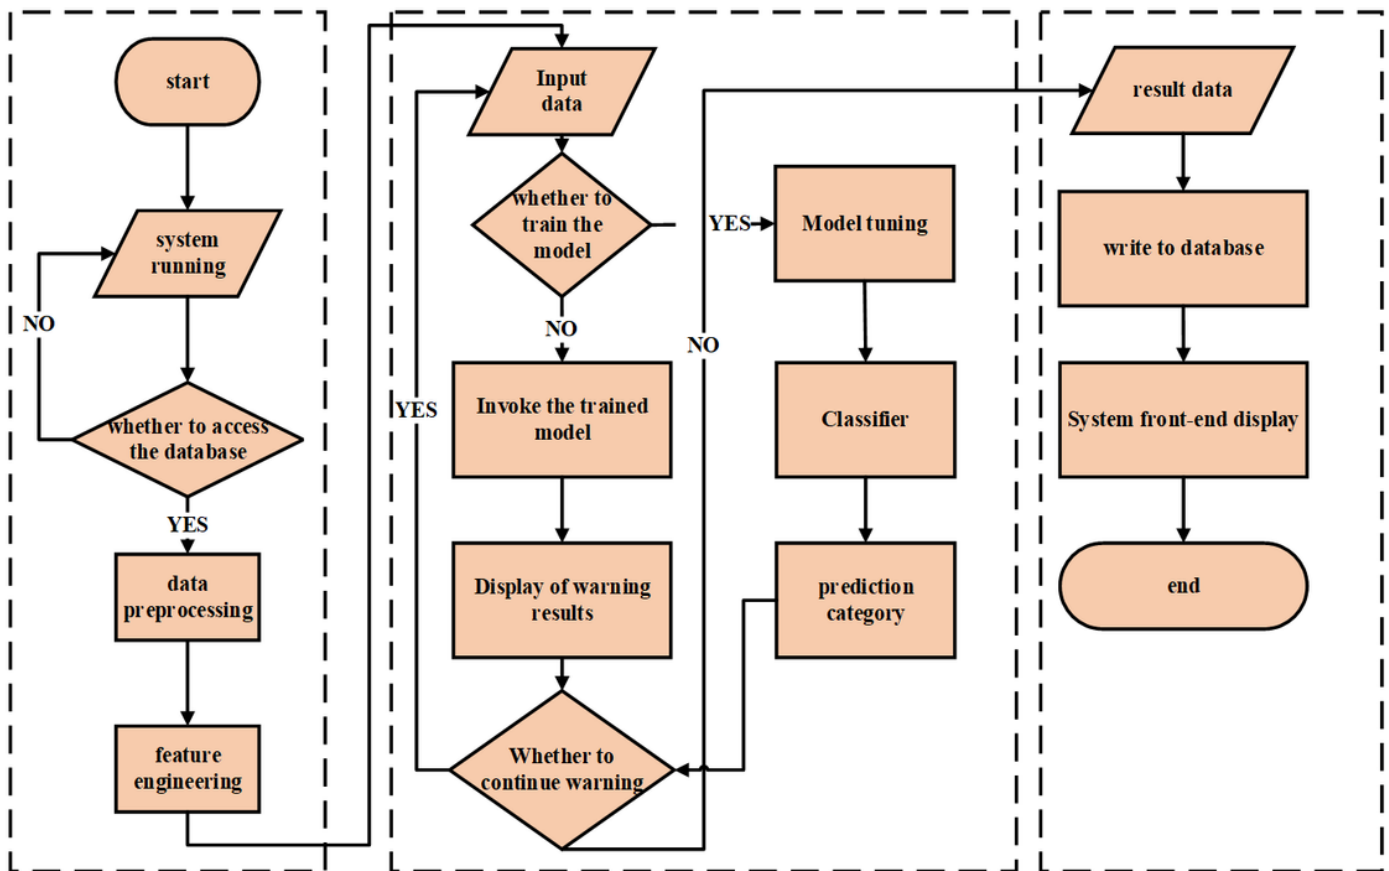 start
system
running
NO
whether to access
the database
YES
data
preprocessing
feature
engineering
Input
data
whether to
train the
model
YES
NO
Invoke the trained
model
Display of warning
results
Whether to
continue warning
YES
NO
Model tuning
Classifier
prediction
category
result data
write to database
System front-end display
end